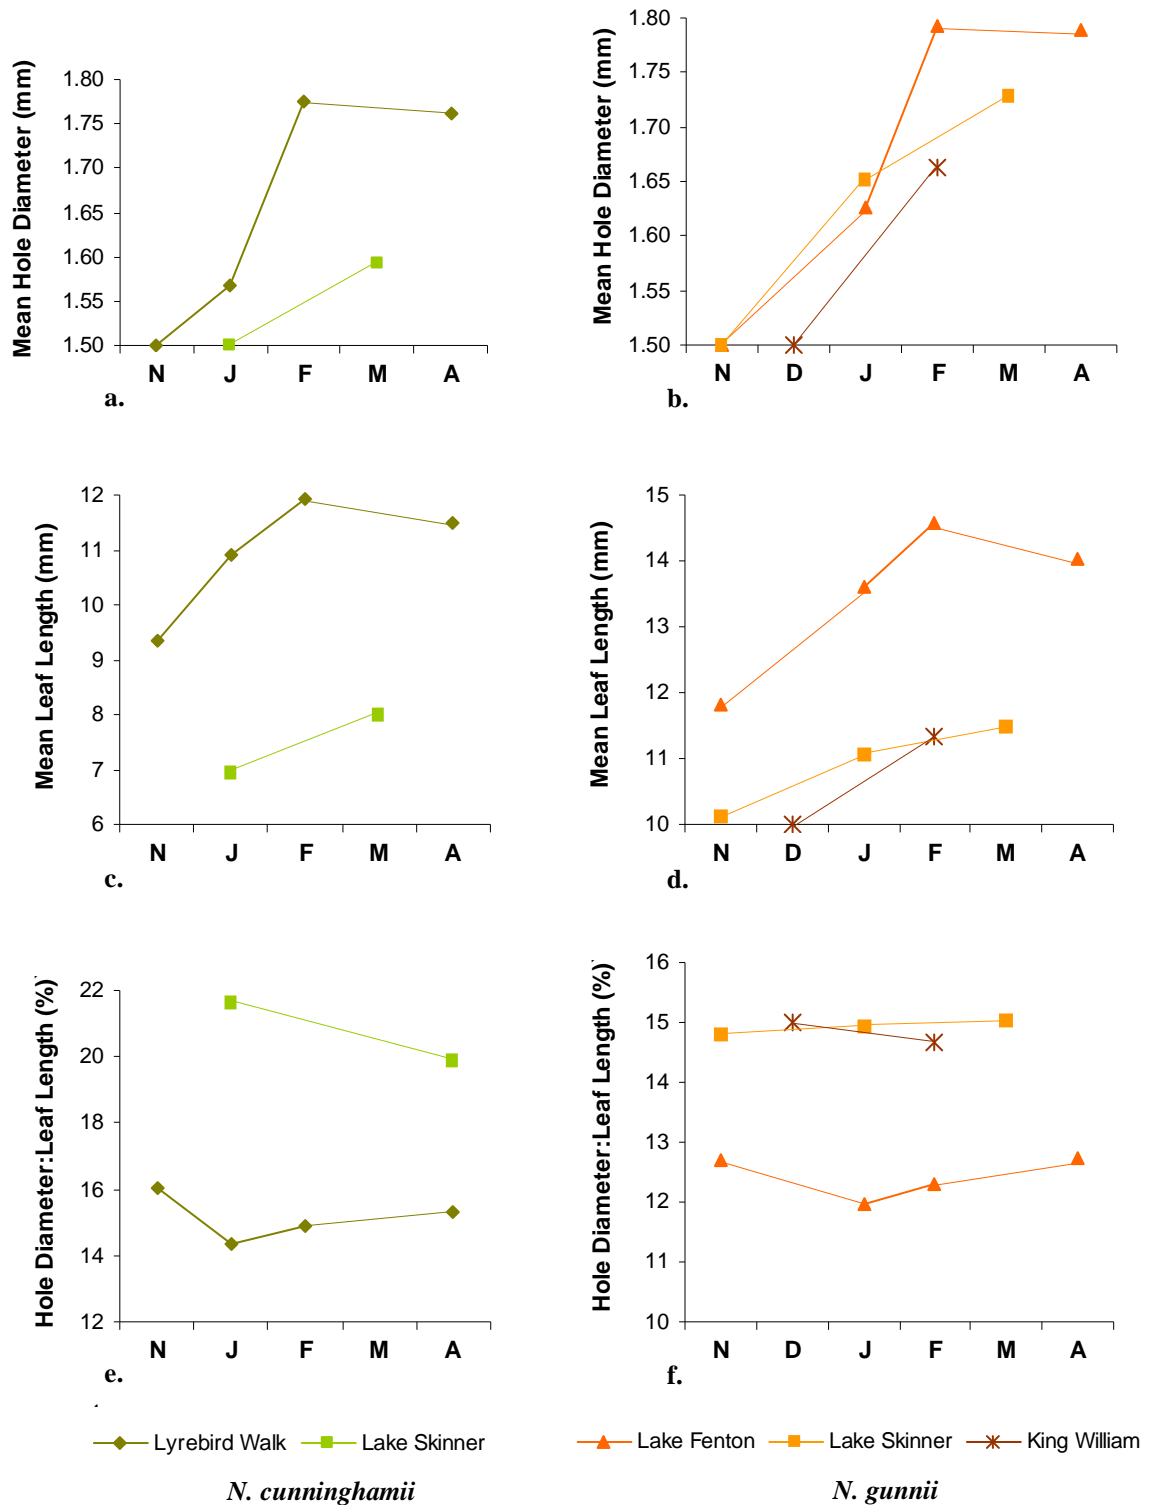 Mean Hole Diameter (mm)
1.80
1.75
1.70
1.65
1.60
1.55
1.50
N J F M A
a.
Mean Hole Diameter (mm)
1.80
1.75
1.70
1.65
1.60
1.55
1.50
N D J F M A
b.
Mean Leaf Length (mm)
12
11
10
9
8
7
6
N J F M A
c.
Mean Leaf Length (mm)
15
14
13
12
11
10
N D J F M A
d.
Hole Diameter:Leaf Length (%)
22
20
18
16
14
12
N J F M A
e.
Hole Diameter:Leaf Length (%)
16
15
14
13
12
11
10
N D J F M A
f.
Lyrebird Walk Lake Skinner
N. cunninghamii
Lake Fenton Lake Skinner King William
N. gunnii